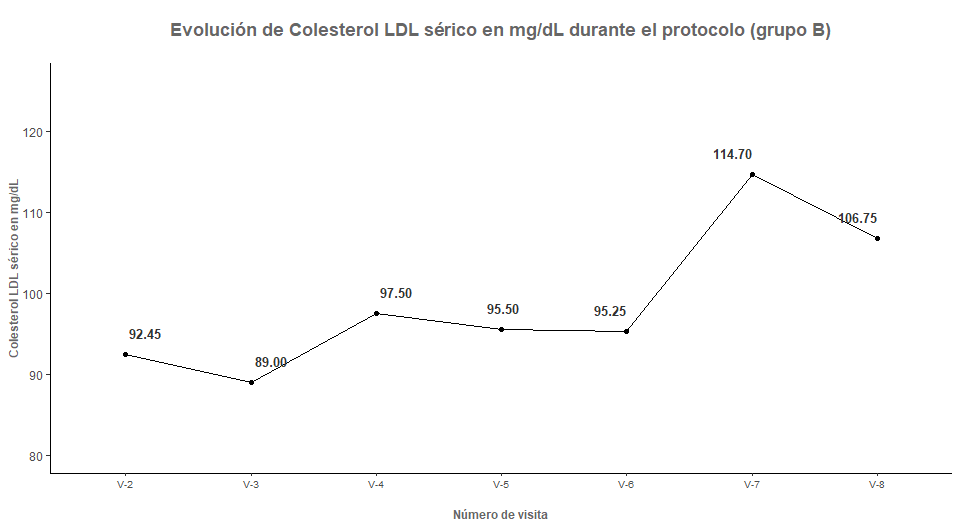 Evolución de Colesterol LDL sérico en mg/dL durante el protocolo (grupo B)
Colesterol LDL sérico en mg/dL
120
110
100
90
80
92.45
89.00
97.50
95.50
95.25
114.70
106.75
V-2
V-3
V-4
V-5
V-6
V-7
V-8
Número de visita